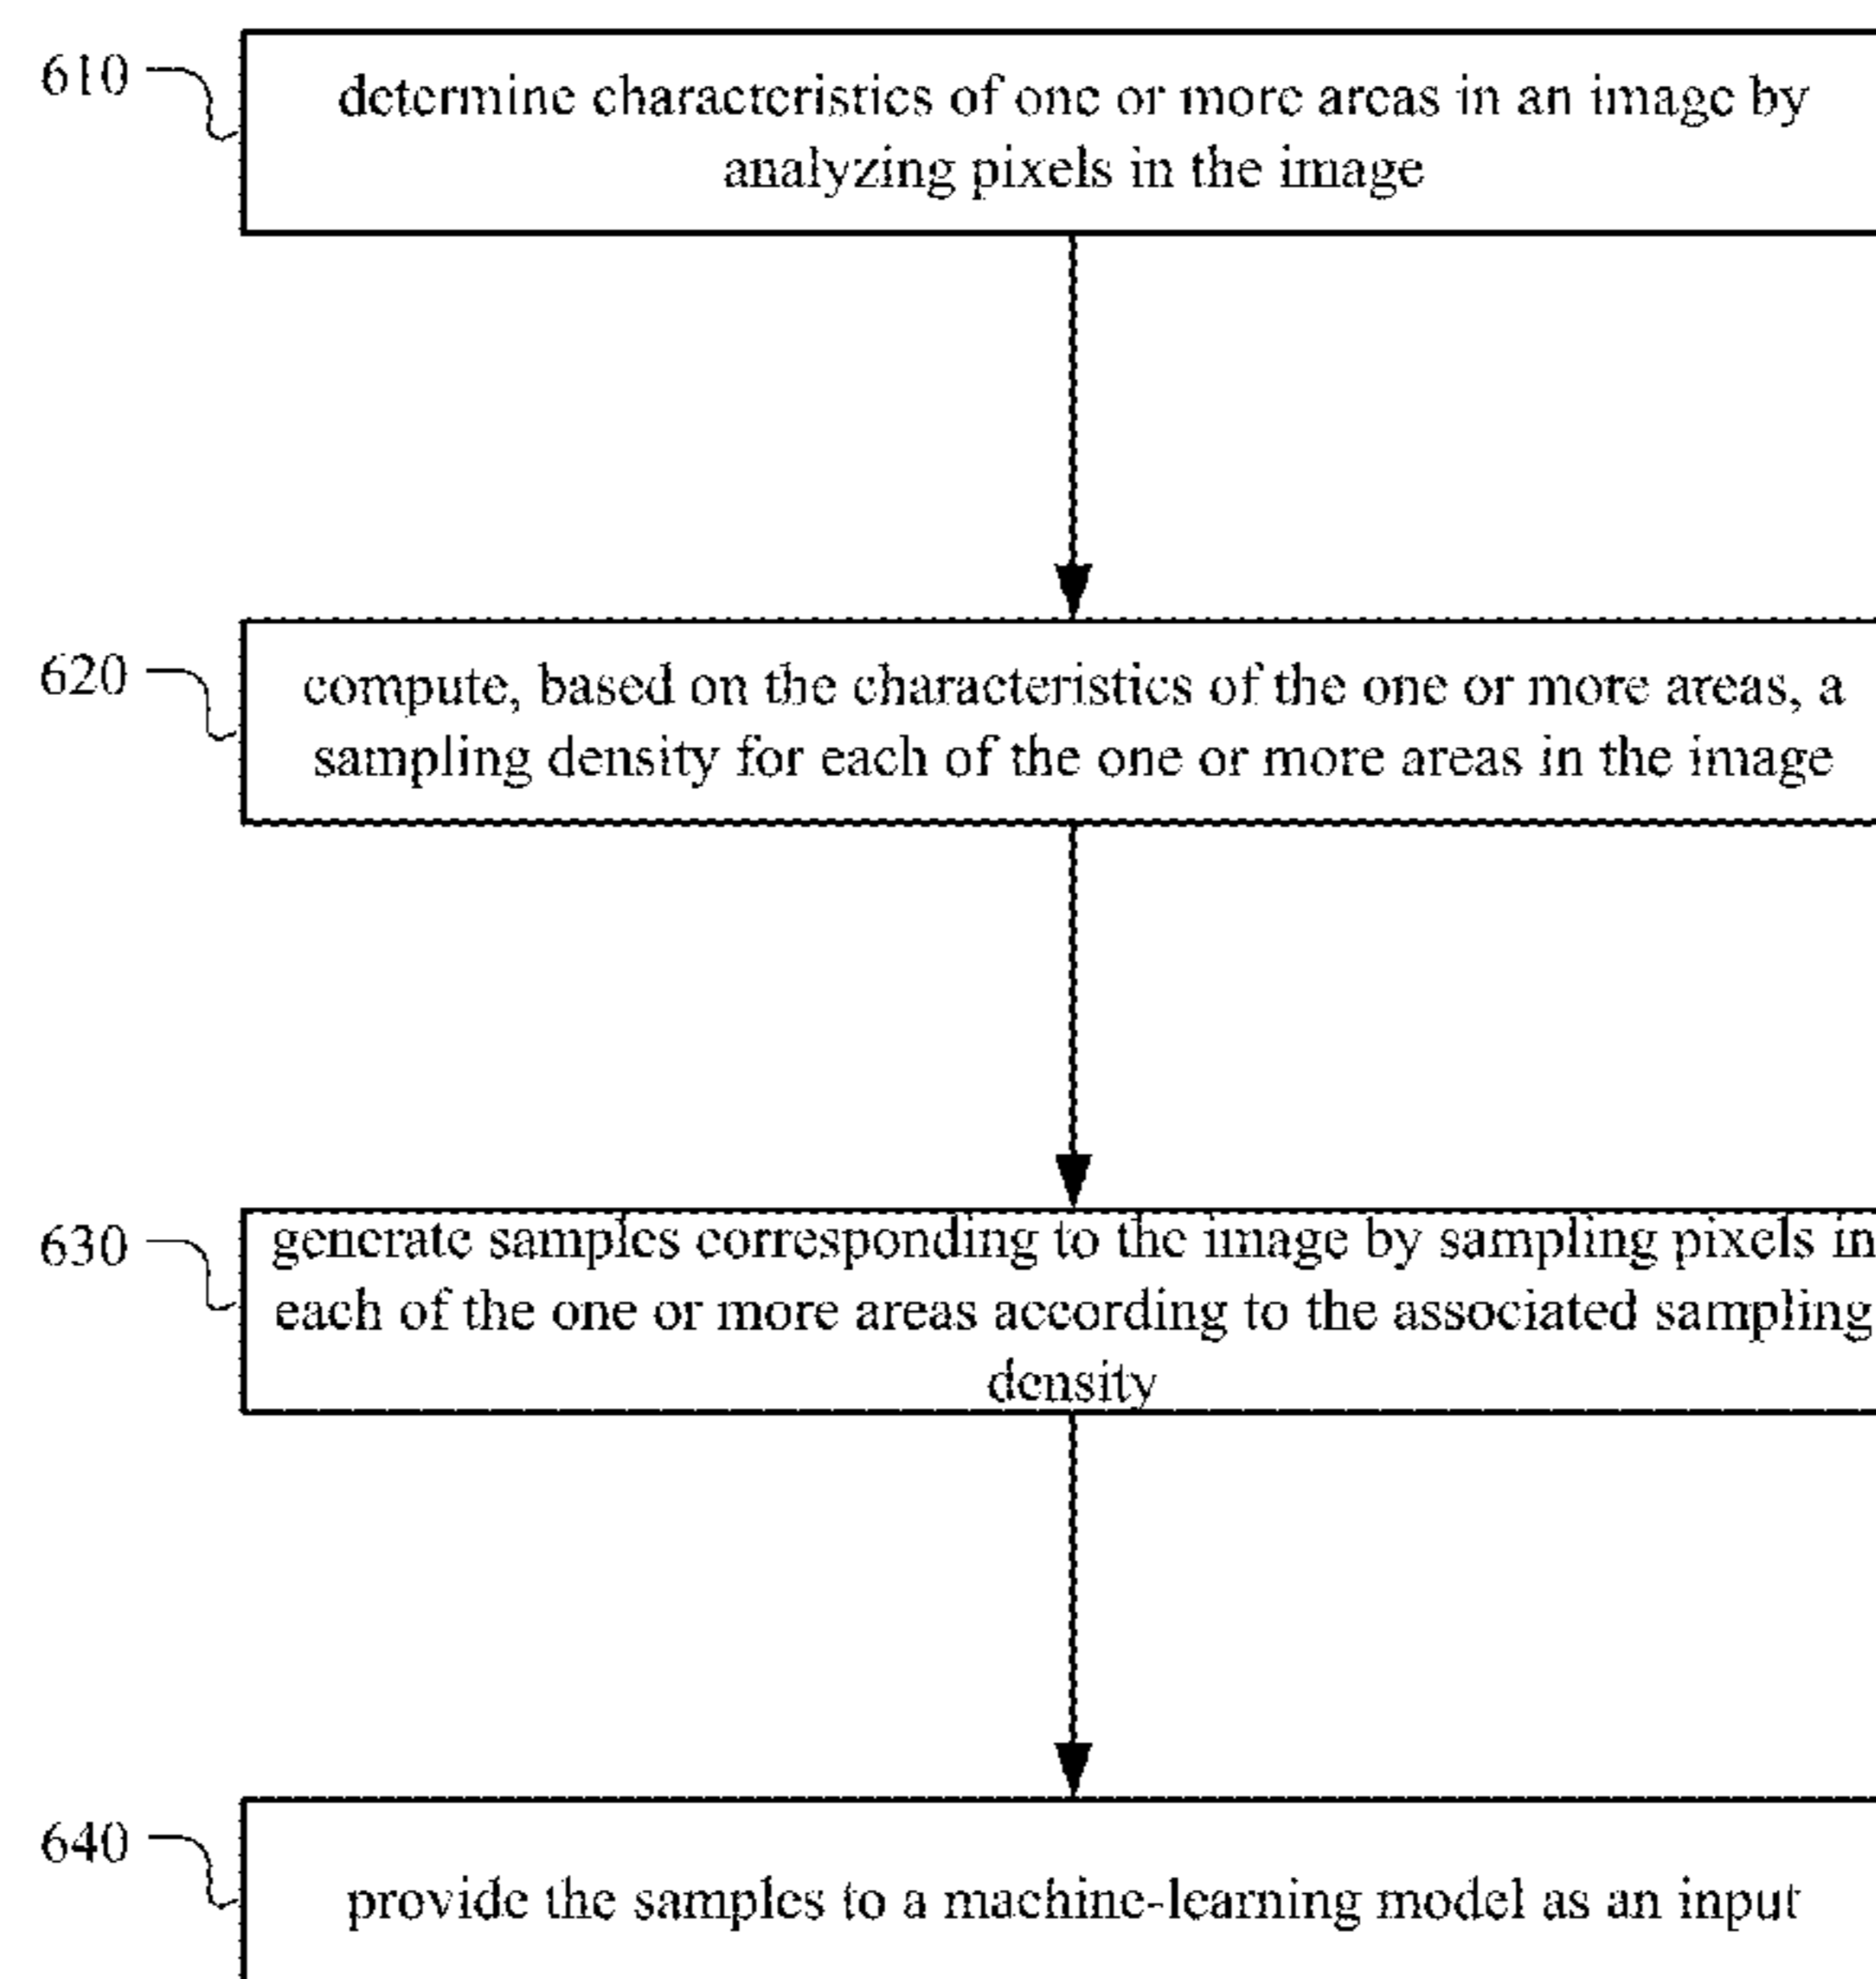 610
determine characteristics of one or more areas in an image by
analyzing pixels in the image
620
compute, based on the characteristics of the one or more areas, a
sampling density for each of the one or more areas in the image
630
generate samples corresponding to the image by sampling pixels in
each of the one or more areas according to the associated sampling
density
640
provide the samples to a machine-learning model as an input